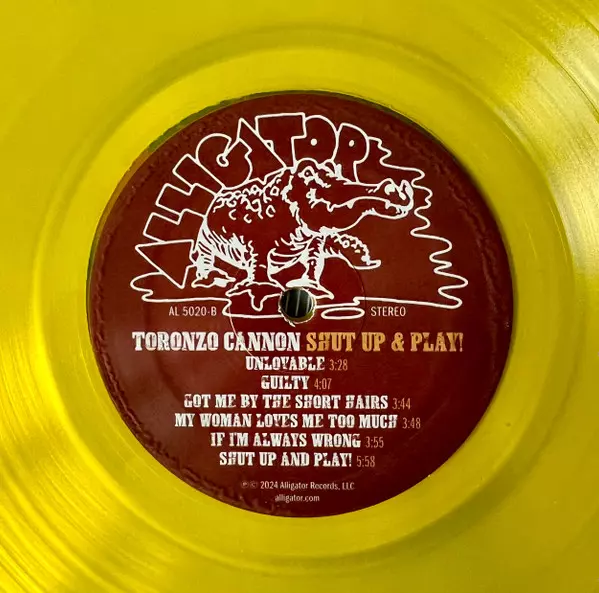 ALLIGATOR
AL 5020-B STEREO
TORONZO CANNON SHUT UP & PLAY!
UNLOVABLE 3:28
GUILTY 4:07
GOT ME BY THE SHORT HAIRS 3:44
MY WOMAN LOVES ME TOO MUCH 3:48
IF I'M ALWAYS WRONG 3:55
SHUT UP AND PLAY! 5:58
℗© 2024 Alligator Records, LLC
alligator.com